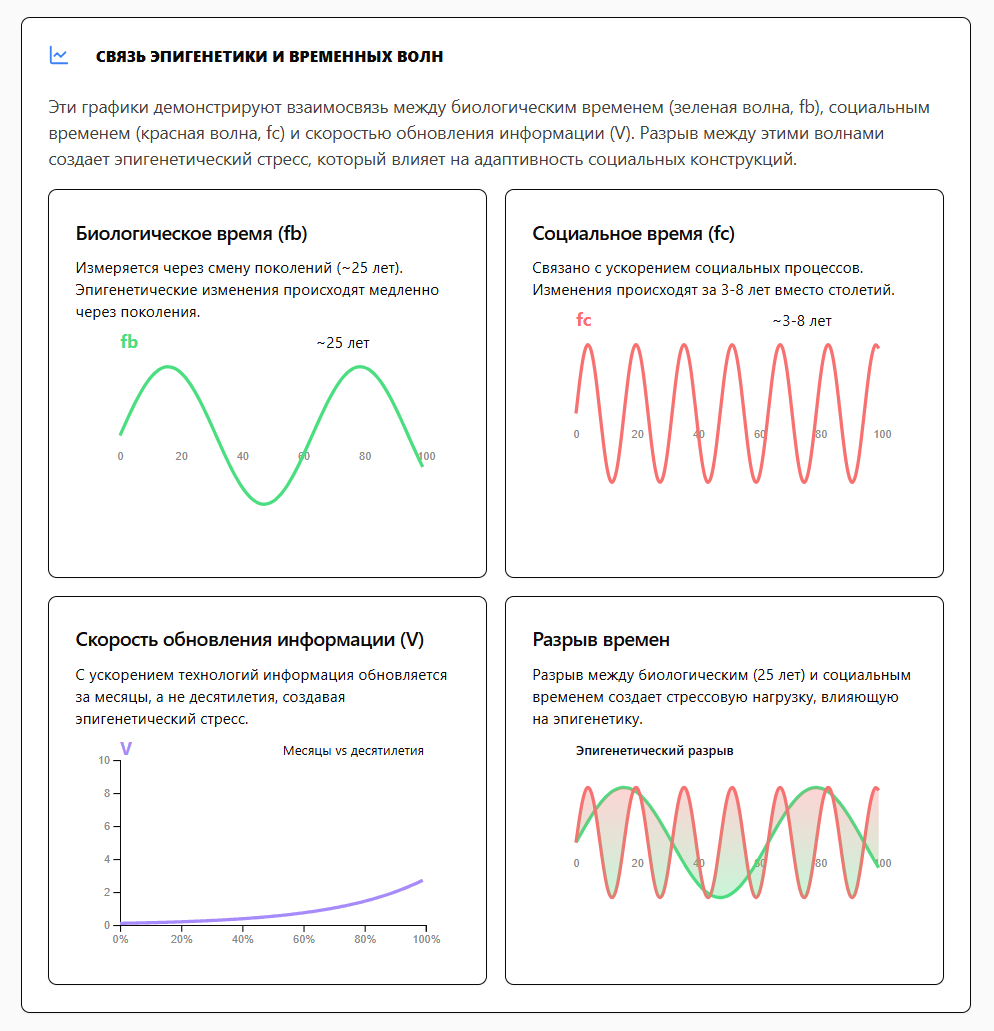 СВЯЗЬ ЭПИГЕНЕТИКИ И ВРЕМЕННЫХ ВОЛН
Эти графики демонстрируют взаимосвязь между биологическим временем (зеленая волна, fb), социальным
временем (красная волна, fc) и скоростью обновления информации (V). Разрыв между этими волнами
создает эпигенетический стресс, который влияет на адаптивность социальных конструкций.
Биологическое время (fb)
Измеряется через смену поколений (~25 лет).
Эпигенетические изменения происходят медленно
через поколения.
fb
~25 лет
0 20 40 60 80 100
Социальное время (fc)
Связано с ускорением социальных процессов.
Изменения происходят за 3-8 лет вместо столетий.
fc
~3-8 лет
0 20 40 60 80 100
Скорость обновления информации (V)
С ускорением технологий информация обновляется
за месяцы, а не десятилетия, создавая
эпигенетический стресс.
V
Месяцы vs десятилетия
10
8
6
4
2
0
0% 20% 40% 60% 80% 100%
Разрыв времен
Разрыв между биологическим (25 лет) и социальным
временем создает стрессовую нагрузку, влияющую
на эпигенетику.
Эпигенетический разрыв
0 20 40 60 80 100